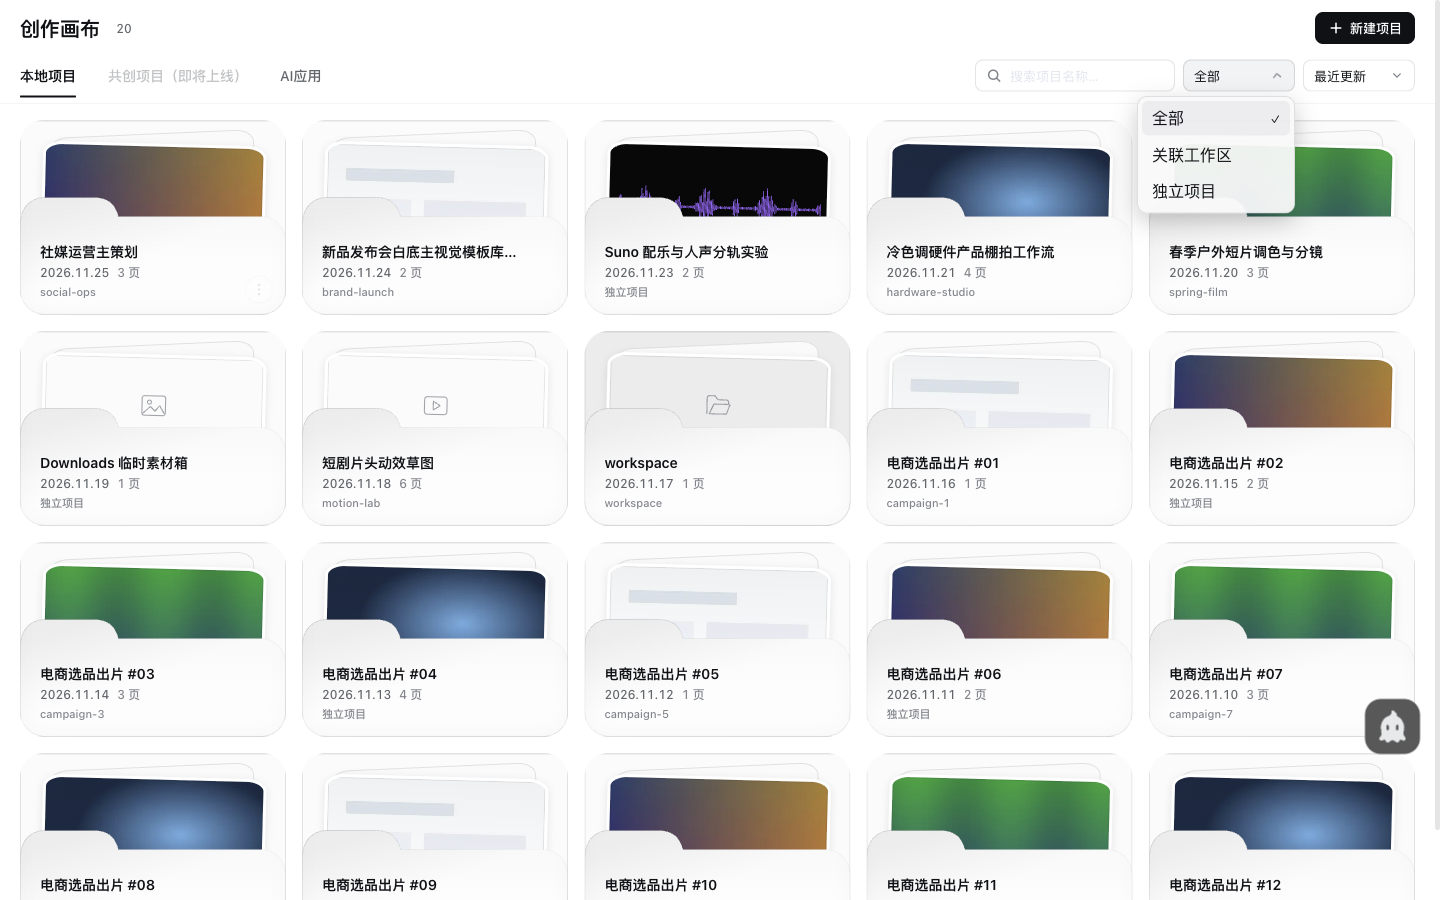 创作画布 20
新建项目
本地项目 共创项目（即将上线） AI应用
搜索项目名称...
全部
最近更新
全部
关联工作区
独立项目
社媒运营主策划
2026.11.25 3 页
social-ops
新品发布会白底主视觉模板库...
2026.11.24 2 页
brand-launch
Suno 配乐与人声分轨实验
2026.11.23 2 页
独立项目
冷色调硬件产品棚拍工作流
2026.11.21 4 页
hardware-studio
春季户外短片调色与分镜
2026.11.20 3 页
spring-film
Downloads 临时素材箱
2026.11.19 1 页
独立项目
短剧片头动效草图
2026.11.18 6 页
motion-lab
workspace
2026.11.17 1 页
workspace
电商选品出片 #01
2026.11.16 1 页
campaign-1
电商选品出片 #02
2026.11.15 2 页
独立项目
电商选品出片 #03
2026.11.14 3 页
campaign-3
电商选品出片 #04
2026.11.13 4 页
独立项目
电商选品出片 #05
2026.11.12 1 页
campaign-5
电商选品出片 #06
2026.11.11 2 页
独立项目
电商选品出片 #07
2026.11.10 3 页
campaign-7
电商选品出片 #08
电商选品出片 #09
电商选品出片 #10
电商选品出片 #11
电商选品出片 #12